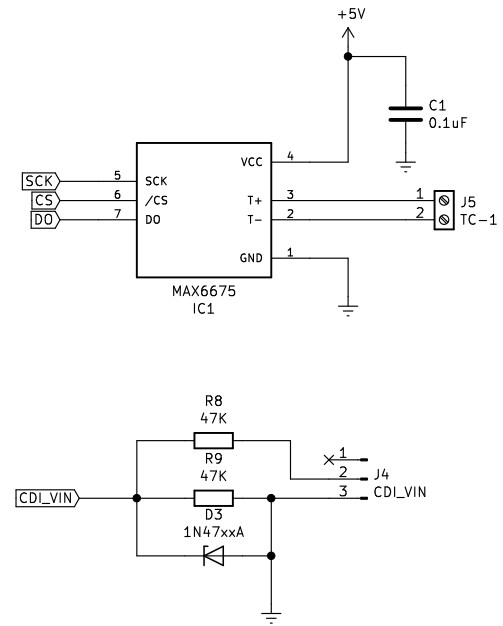 +5V
C1
0.1uF
VCC 4
SCK 5 SCK
CS 6 /CS
DO 7 DO
T+ 3 1 J5
T- 2 2 TC-1
GND 1
MAX6675
IC1
R8
47K
R9
47K
1
2 J4
3 CDI_VIN
CDI_VIN
D3
1N47xxA